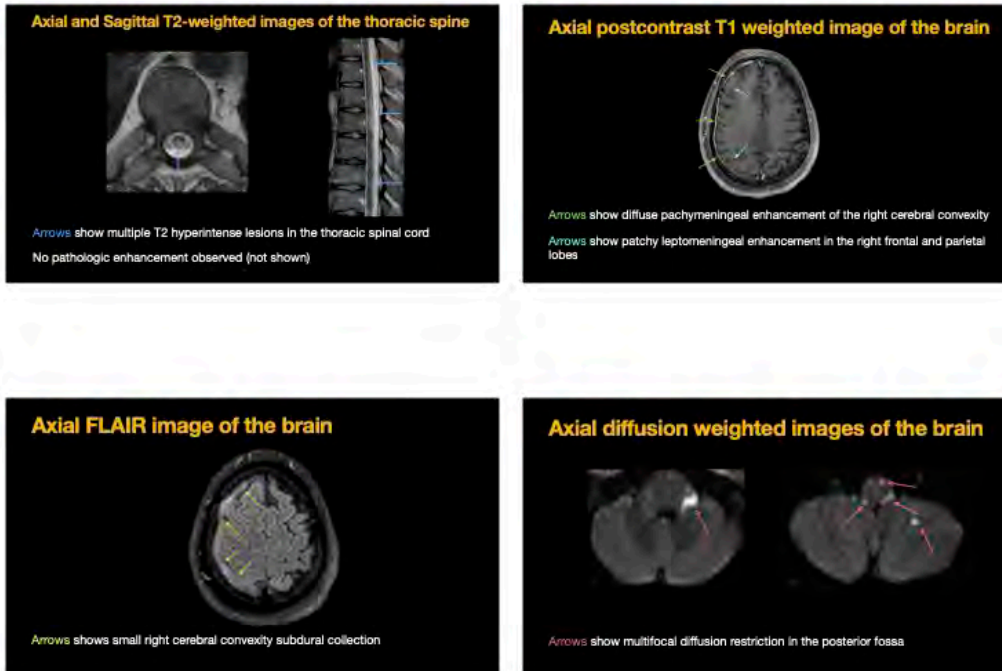 Axial and Sagittal T2-weighted images of the thoracic spine
Arrows show multiple T2 hyperintense lesions in the thoracic spinal cord
No pathologic enhancement observed (not shown)
Axial postcontrast T1 weighted image of the brain
Arrows show diffuse pachymeningeal enhancement of the right cerebral convexity
Arrows show patchy leptomeningeal enhancement in the right frontal and parietal
lobes
Axial FLAIR image of the brain
Arrows shows small right cerebral convexity subdural collection
Axial diffusion weighted images of the brain
Arrows show multifocal diffusion restriction in the posterior fossa